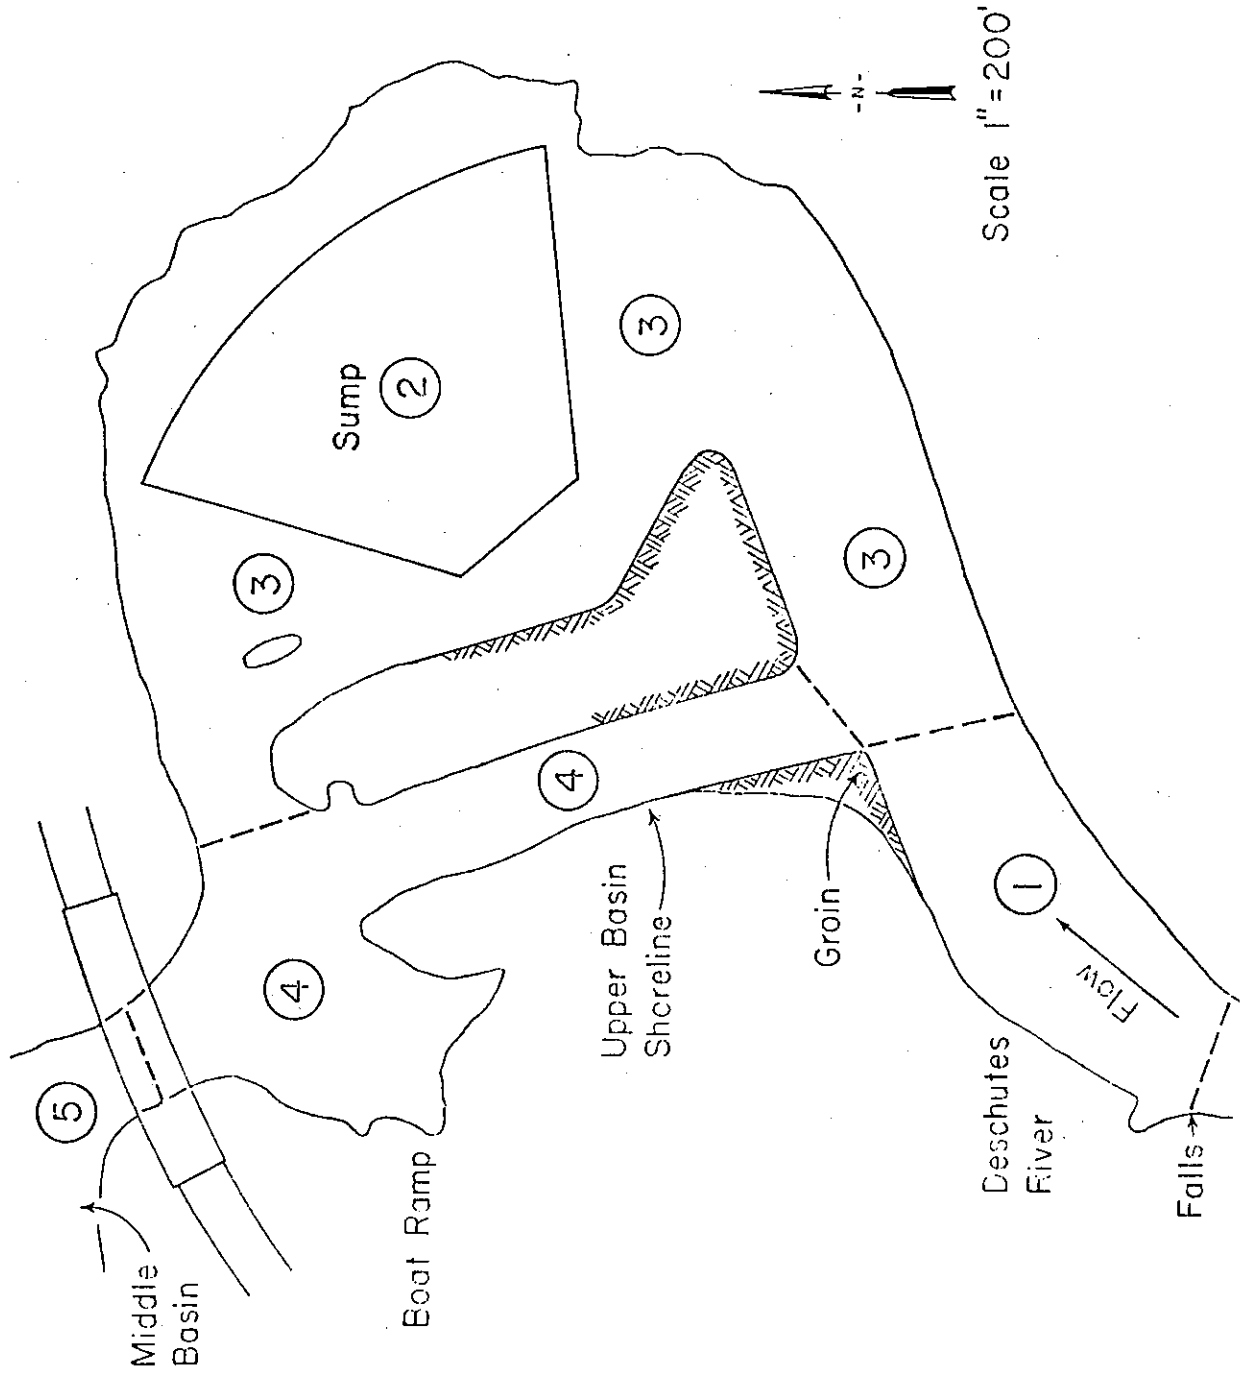 Middle
Basin
5
Boat Ramp
4
3
Sump
2
3
4
Upper Basin
Shoreline
Groin
3
1
Flow
Deschutes
River
Falls
-N-
Scale 1"=200'